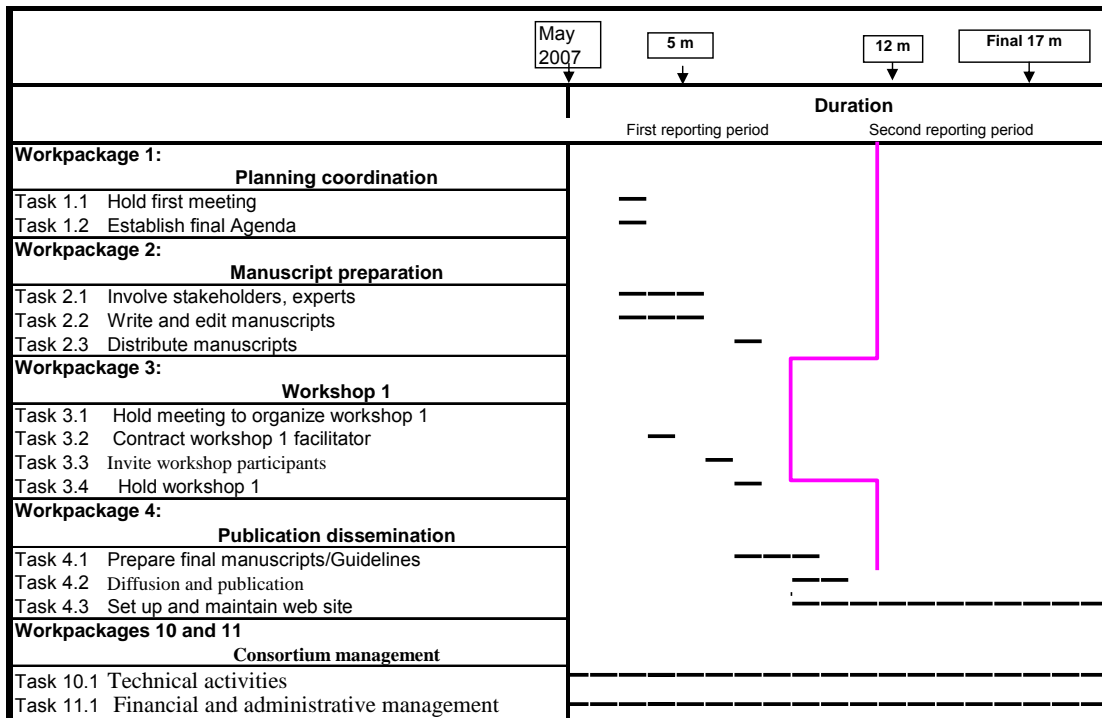 May
2007
5 m
12 m
Final 17 m
Duration
First reporting period Second reporting period
Workpackage 1:
Planning coordination
Task 1.1 Hold first meeting
Task 1.2 Establish final Agenda
Workpackage 2:
Manuscript preparation
Task 2.1 Involve stakeholders, experts
Task 2.2 Write and edit manuscripts
Task 2.3 Distribute manuscripts
Workpackage 3:
Workshop 1
Task 3.1 Hold meeting to organize workshop 1
Task 3.2 Contract workshop 1 facilitator
Task 3.3 Invite workshop participants
Task 3.4 Hold workshop 1
Workpackage 4:
Publication dissemination
Task 4.1 Prepare final manuscripts/Guidelines
Task 4.2 Diffusion and publication
Task 4.3 Set up and maintain web site
Workpackages 10 and 11
Consortium management
Task 10.1 Technical activities
Task 11.1 Financial and administrative management